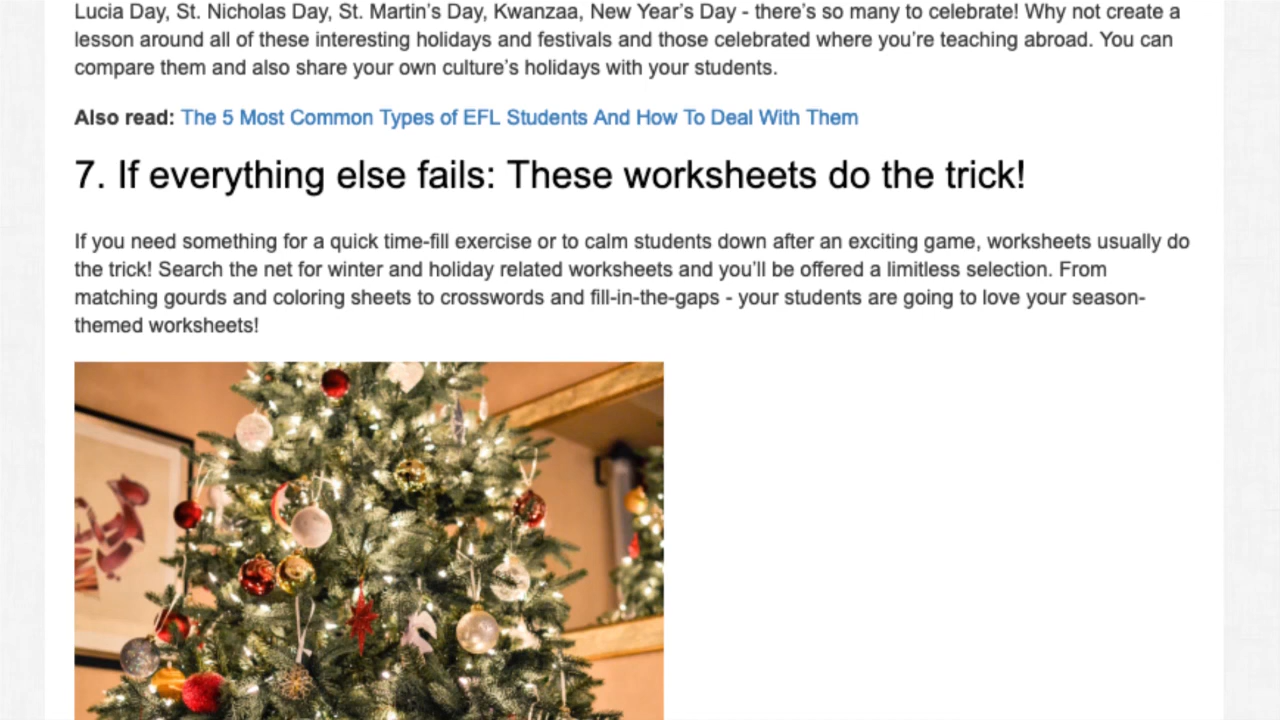 Lucia Day, St. Nicholas Day, St. Martin’s Day, Kwanzaa, New Year’s Day - there’s so many to celebrate! Why not create a
lesson around all of these interesting holidays and festivals and those celebrated where you’re teaching abroad. You can
compare them and also share your own culture’s holidays with your students.
Also read: The 5 Most Common Types of EFL Students And How To Deal With Them
7. If everything else fails: These worksheets do the trick!
If you need something for a quick time-fill exercise or to calm students down after an exciting game, worksheets usually do
the trick! Search the net for winter and holiday related worksheets and you’ll be offered a limitless selection. From
matching gourds and coloring sheets to crosswords and fill-in-the-gaps - your students are going to love your season-
themed worksheets!